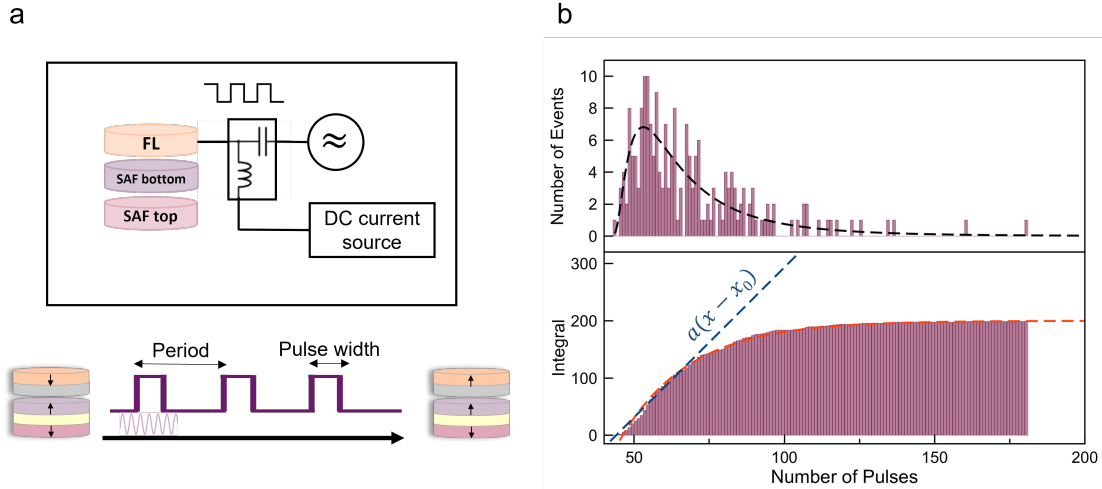 a
FL
SAF bottom
SAF top
≈
DC current
source
Period
Pulse width
b
Number of Events
10
8
6
4
2
0
Integral
300
200
100
0
a(x − x₀)
50
100
150
200
Number of Pulses